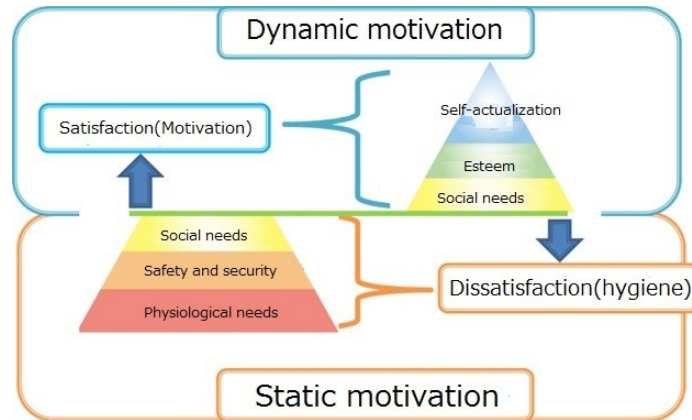 Dynamic motivation
Self-actualization
Satisfaction(Motivation)
Esteem
Social needs
Social needs
Safety and security
Dissatisfaction(hygiene)
Physiological needs
Static motivation